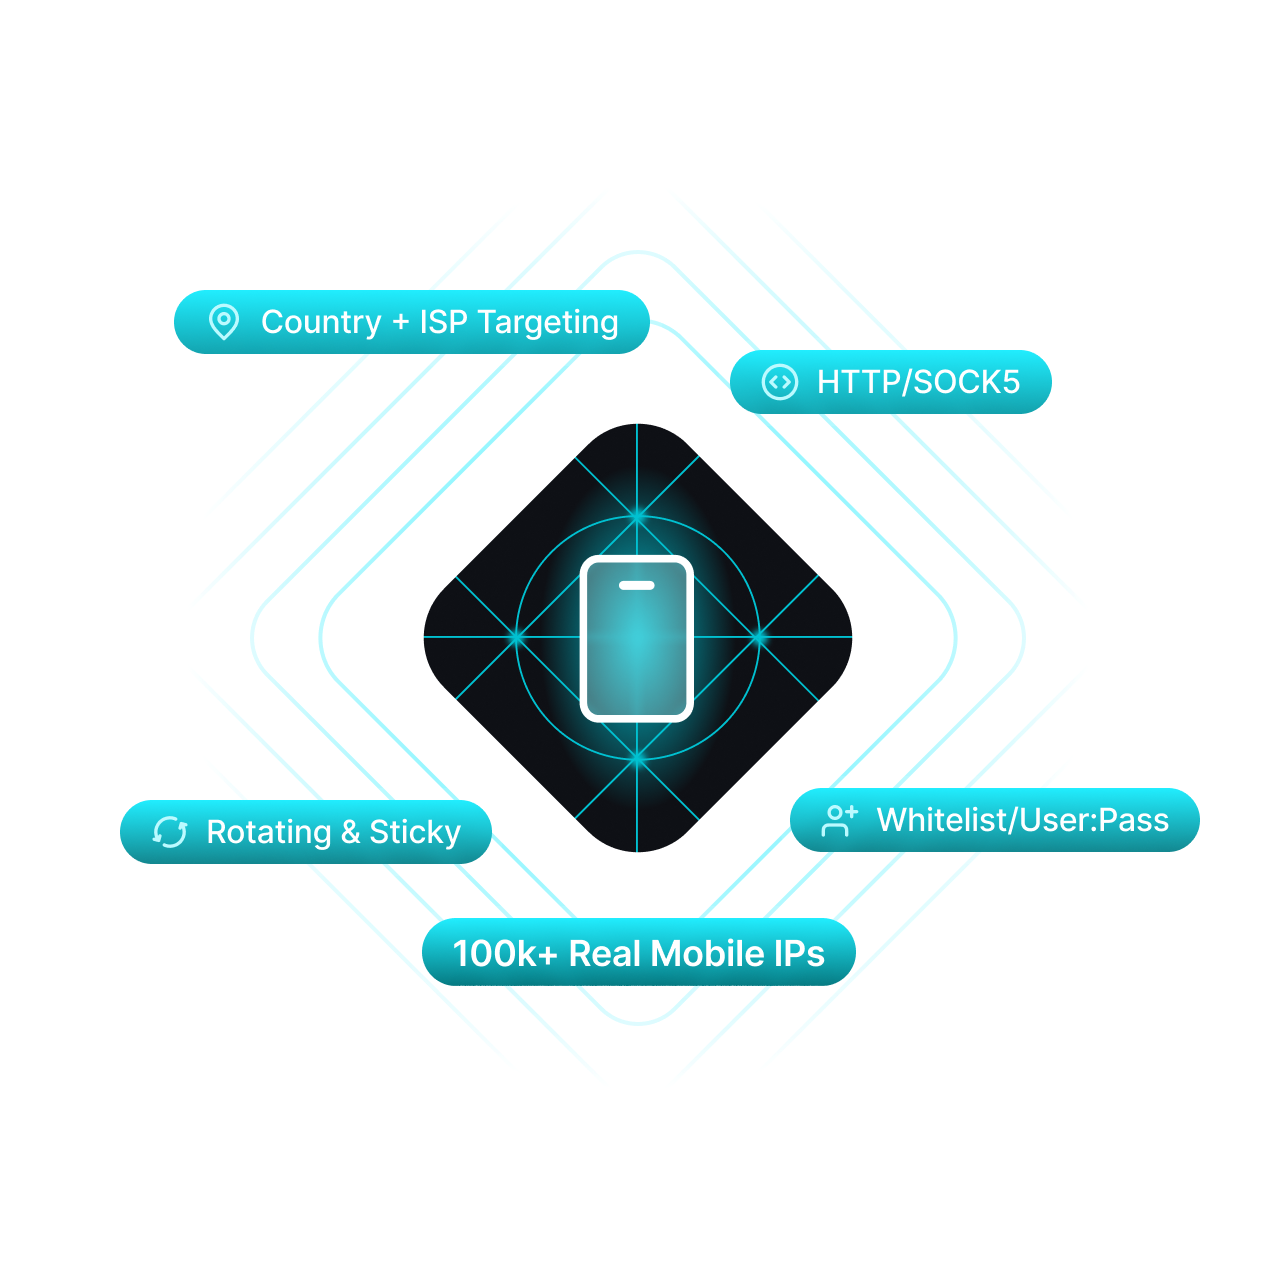 Country + ISP Targeting
HTTP/SOCK5
Rotating & Sticky
Whitelist/User:Pass
100k+ Real Mobile IPs